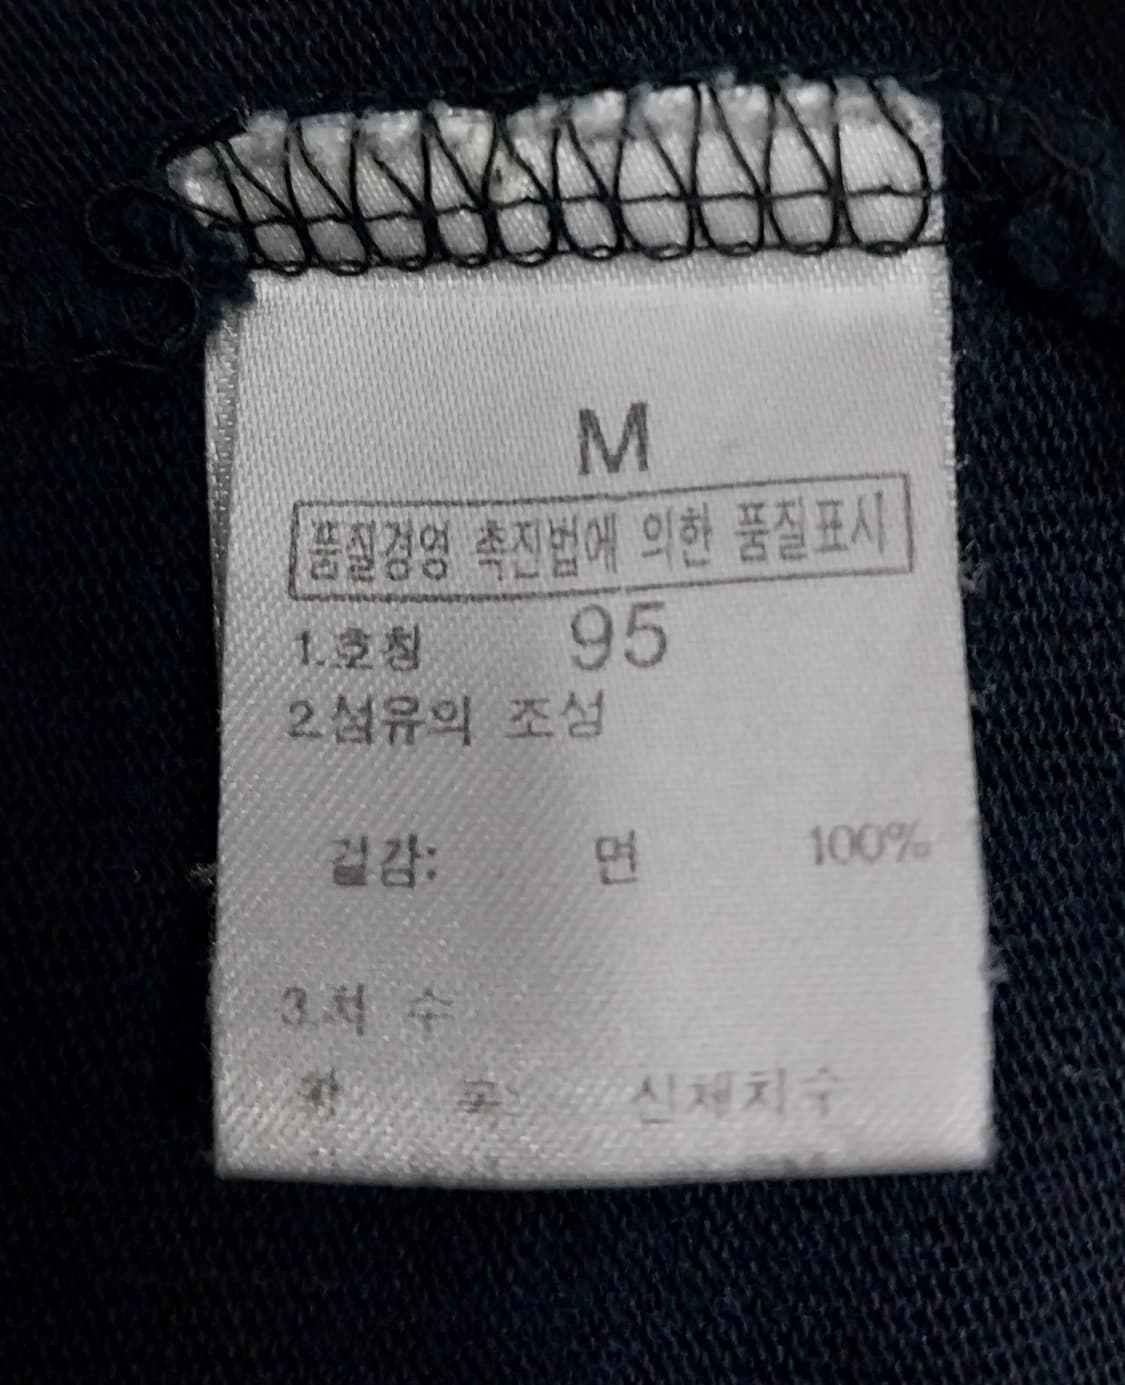 M
품질경영 촉진법에 의한 품질표시
1.호칭 95
2.섬유의 조성
겉감: 면 100%
3.치 수
신체치수